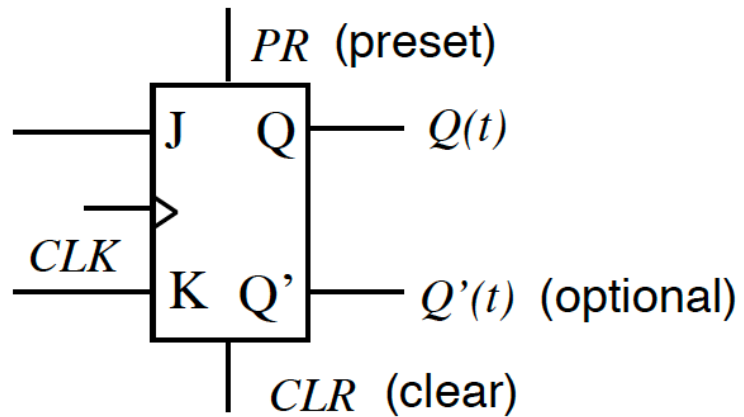 PR (preset)
J Q Q(t)
CLK
K Q’ Q’(t) (optional)
CLR (clear)